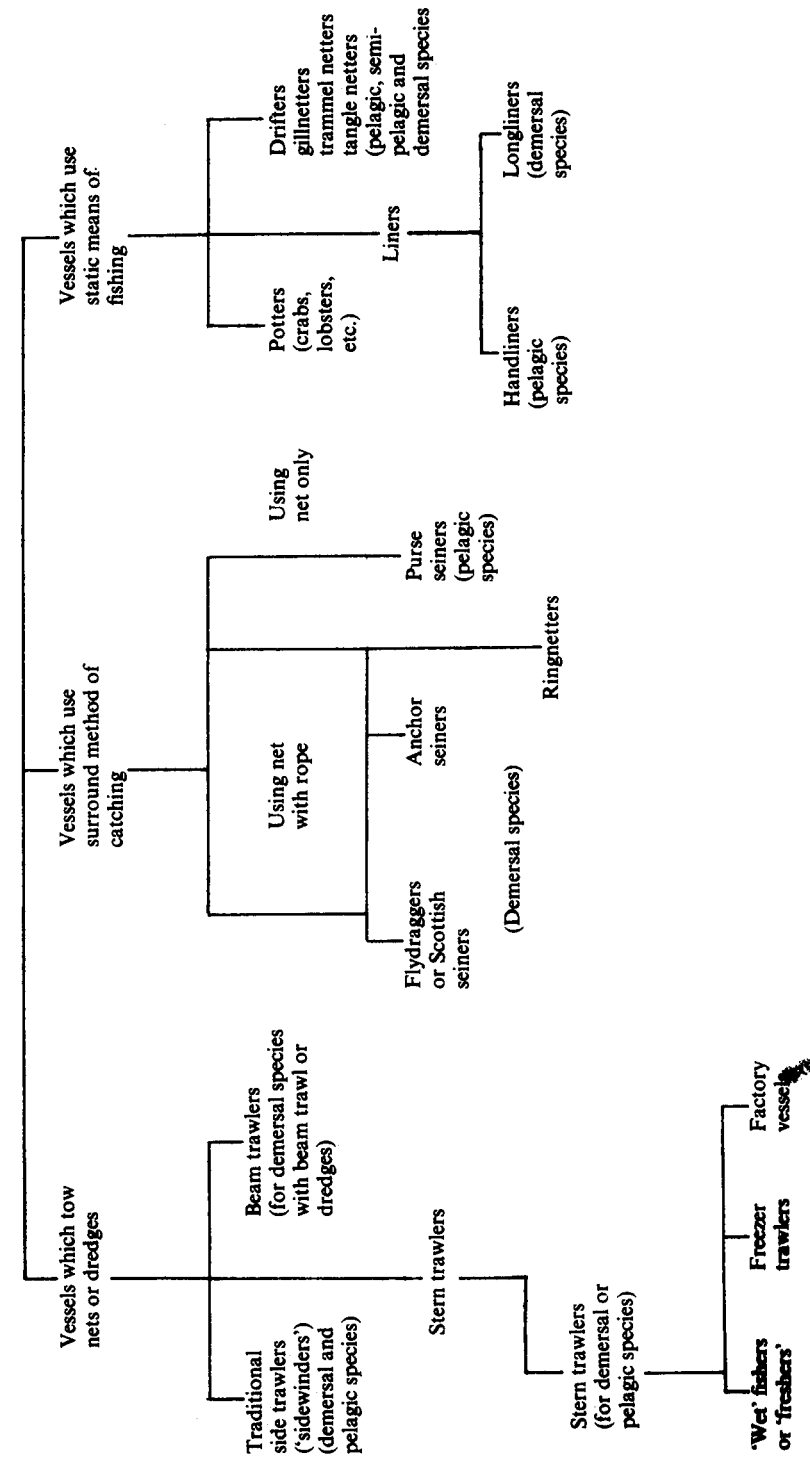 Vessels which tow
nets or dredges
Vessels which use
surround method of
catching
Vessels which use
static means of
fishing
Traditional
side trawlers
('sidewinders')
(demersal and
pelagic species)
Beam trawlers
(for demersal species
with beam trawl or
dredges)
Using net
with rope
Using
net only
Potters
(crabs,
lobsters,
etc.)
Drifters
gillnetters
trammel netters
tangle netters
(pelagic, semi-
pelagic and
demersal species
Stern trawlers
Flydraggers
or Scottish
seiners
Anchor
seiners
Purse
seiners
(pelagic
species)
Liners
(Demersal species)
Ringnetters
Handliners
(pelagic
species)
Longliners
(demersal
species)
Stern trawlers
(for demersal or
pelagic species)
'Wet' fishers
or 'freshers'
Freezer
trawlers
Factory
vessels